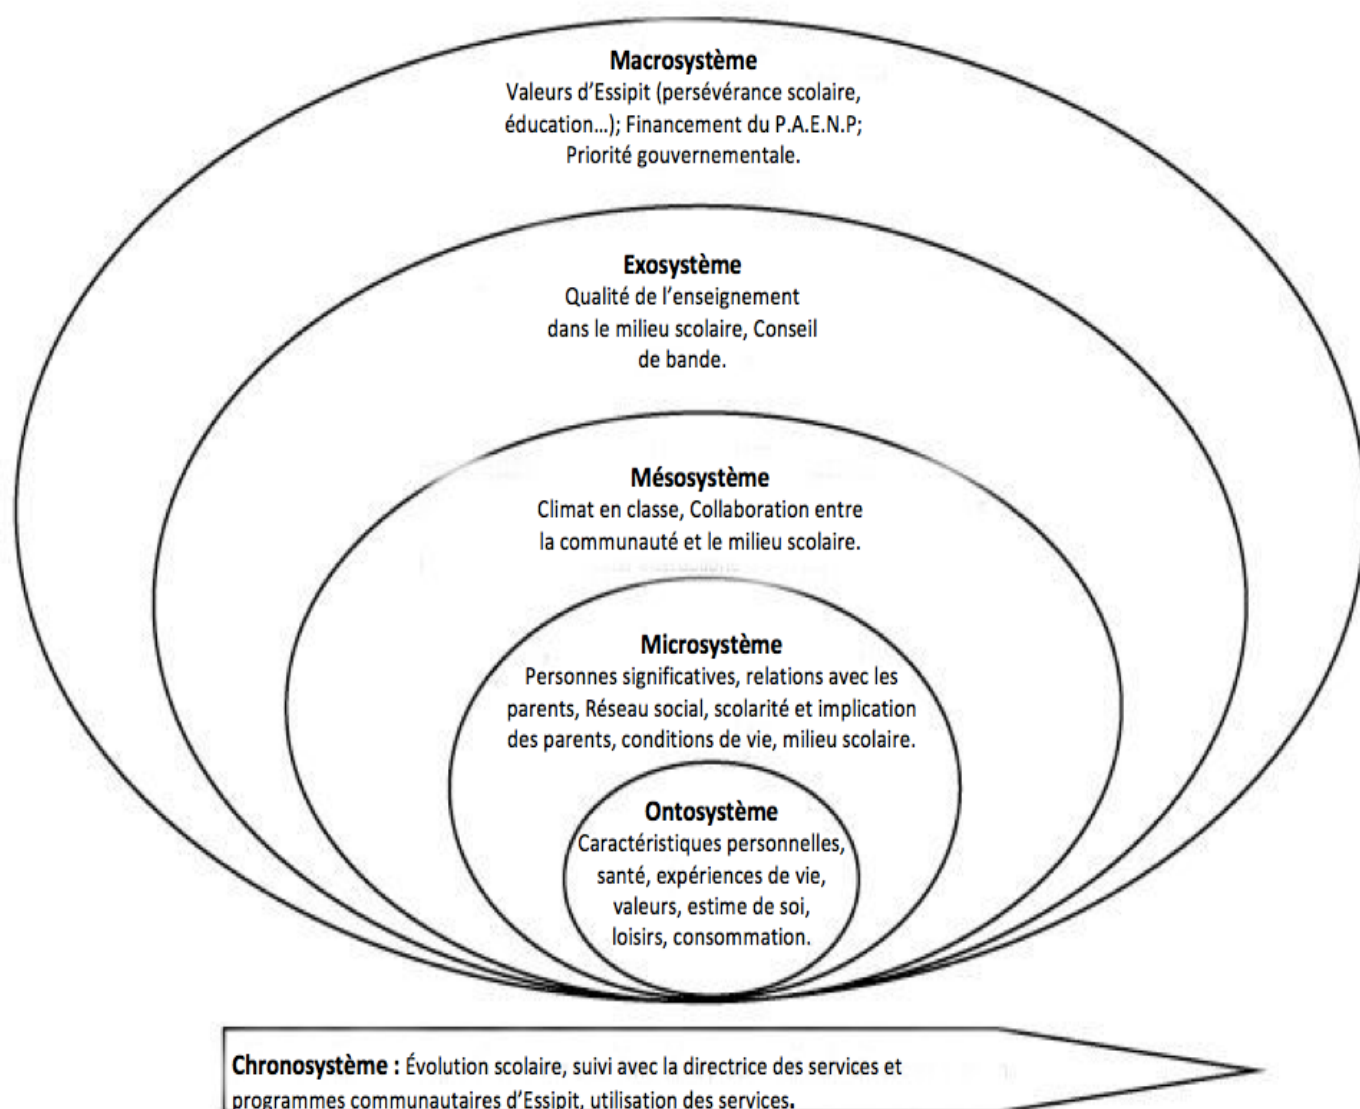 Macrosystème
Valeurs d'Essipit (persévérance scolaire,
éducation…); Financement du P.A.E.N.P;
Priorité gouvernementale.
Exosystème
Qualité de l'enseignement
dans le milieu scolaire, Conseil
de bande.
Mésosystème
Climat en classe, Collaboration entre
la communauté et le milieu scolaire.
Microsystème
Personnes significatives, relations avec les
parents, Réseau social, scolarité et implication
des parents, conditions de vie, milieu scolaire.
Ontosystème
Caractéristiques personnelles,
santé, expériences de vie,
valeurs, estime de soi,
loisirs, consommation.
Chronosystème : Évolution scolaire, suivi avec la directrice des services et
programmes communautaires d'Essipit, utilisation des services.